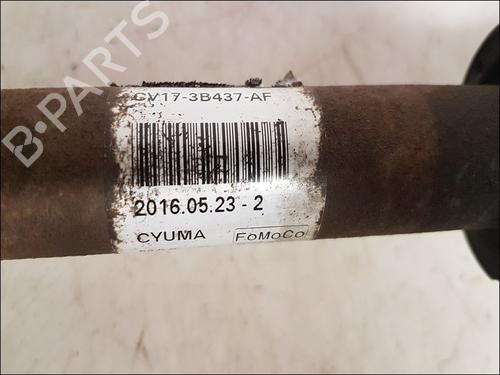 B-PARTS
CV17-3B437-AF
2016.05.23 - 2
CYUMA FoMoCo